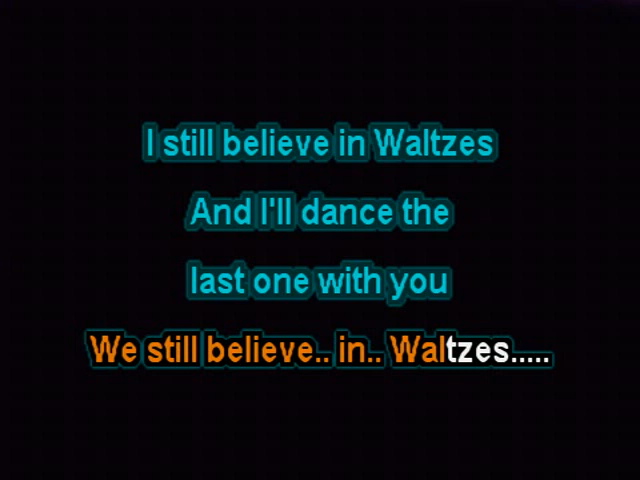 I still believe in Waltzes
And I'll dance the
last one with you
We still believe.. in.. Waltzes.....